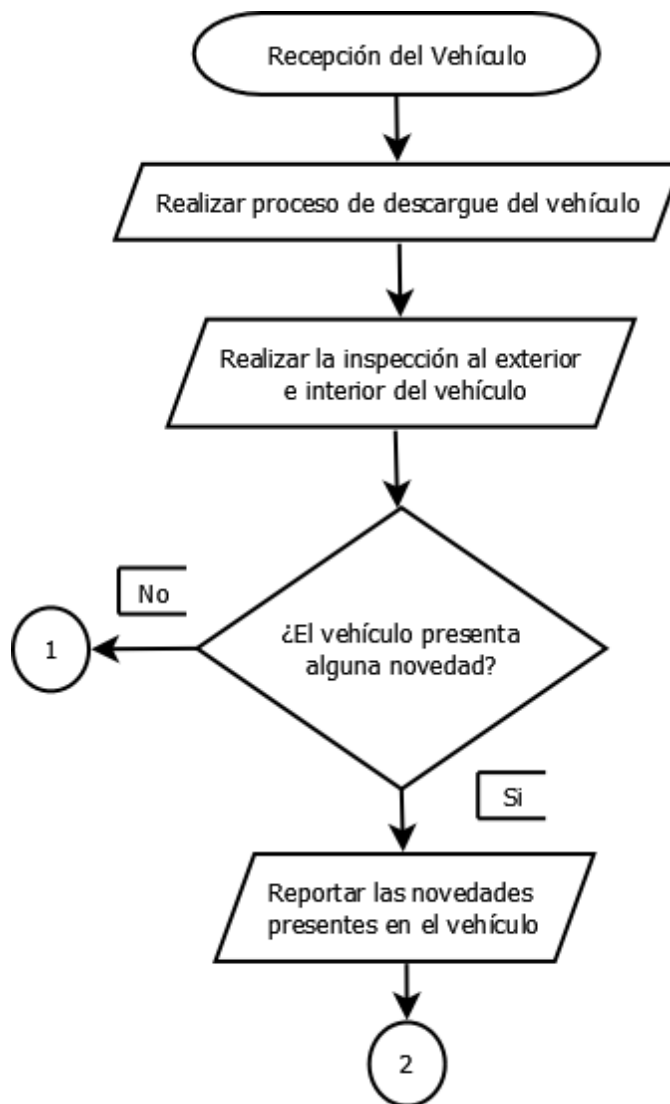 Recepción del Vehículo
Realizar proceso de descargue del vehículo
Realizar la inspección al exterior
e interior del vehículo
No
1
¿El vehículo presenta
alguna novedad?
Si
Reportar las novedades
presentes en el vehículo
2